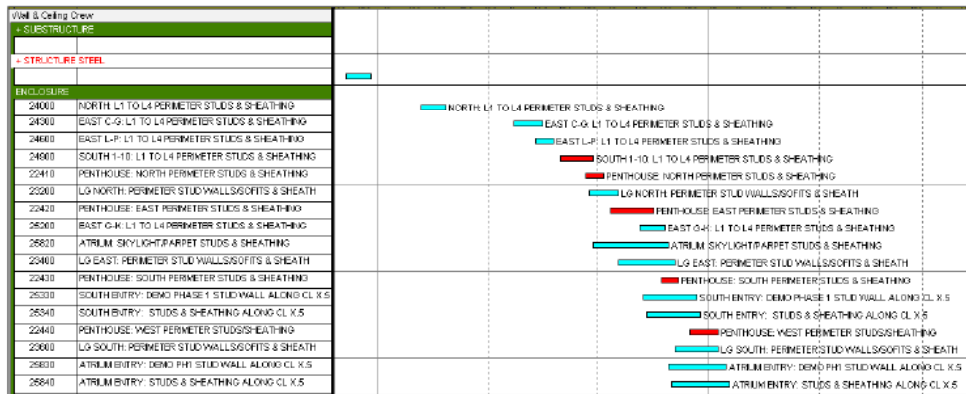 Wall & Ceiling Crew
+ SUBSTRUCTURE
+ STRUCTURE STEEL
ENCLOSURE
24000 NORTH: L1 TO L4 PERIMETER STUDS & SHEATHING NORTH: L1 TO L4 PERIMETER STUDS & SHEATHING
24300 EAST C-G: L1 TO L4 PERIMETER STUDS & SHEATHING EAST C-G: L1 TO L4 PERIMETER STUDS & SHEATHING
24600 EAST L-P: L1 TO L4 PERIMETER STUDS & SHEATHING EAST L-P: L1 TO L4 PERIMETER STUDS & SHEATHING
24900 SOUTH 1-10: L1 TO L4 PERIMETER STUDS & SHEATHING SOUTH 1-10: L1 TO L4 PERIMETER STUDS & SHEATHING
22410 PENTHOUSE: NORTH PERIMETER STUDS & SHEATHING PENTHOUSE: NORTH PERIMETER STUDS & SHEATHING
23200 LG NORTH: PERIMETER STUD WALLS/SOFITS & SHEATH LG NORTH: PERIMETER STUD WALLS/SOFITS & SHEATH
22420 PENTHOUSE: EAST PERIMETER STUDS & SHEATHING PENTHOUSE: EAST PERIMETER STUDS & SHEATHING
25200 EAST G-K: L1 TO L4 PERIMETER STUDS & SHEATHING EAST G-K: L1 TO L4 PERIMETER STUDS & SHEATHING
25820 ATRIUM: SKYLIGHT/PARPET STUDS & SHEATHING ATRIUM: SKYLIGHT/PARPET STUDS & SHEATHING
23400 LG EAST: PERIMETER STUD WALLS/SOFITS & SHEATH LG EAST: PERIMETER STUD WALLS/SOFITS & SHEATH
22430 PENTHOUSE: SOUTH PERIMETER STUDS & SHEATHING PENTHOUSE: SOUTH PERIMETER STUDS & SHEATHING
25330 SOUTH ENTRY: DEMO PHASE 1 STUD WALL ALONG CL X.5 SOUTH ENTRY: DEMO PHASE 1 STUD WALL ALONG CL X.5
25340 SOUTH ENTRY: STUDS & SHEATHING ALONG CL X.5 SOUTH ENTRY: STUDS & SHEATHING ALONG CL X.5
22440 PENTHOUSE: WEST PERIMETER STUDS/SHEATHING PENTHOUSE: WEST PERIMETER STUDS/SHEATHING
23600 LG SOUTH: PERIMETER STUD WALLS/SOFITS & SHEATH LG SOUTH: PERIMETER STUD WALLS/SOFITS & SHEATH
25830 ATRIUM ENTRY: DEMO PH1 STUD WALL ALONG CL X.5 ATRIUM ENTRY: DEMO PH1 STUD WALL ALONG CL X.5
25840 ATRIUM ENTRY: STUDS & SHEATHING ALONG CL X.5 ATRIUM ENTRY: STUDS & SHEATHING ALONG CL X.5